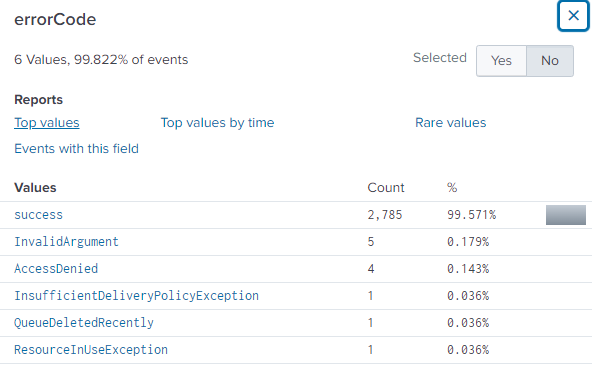 errorCode
6 Values, 99.822% of events
Selected Yes No
Reports
Top values Top values by time Rare values
Events with this field
Values Count %
success 2,785 99.571%
InvalidArgument 5 0.179%
AccessDenied 4 0.143%
InsufficientDeliveryPolicyException 1 0.036%
QueueDeletedRecently 1 0.036%
ResourceInUseException 1 0.036%